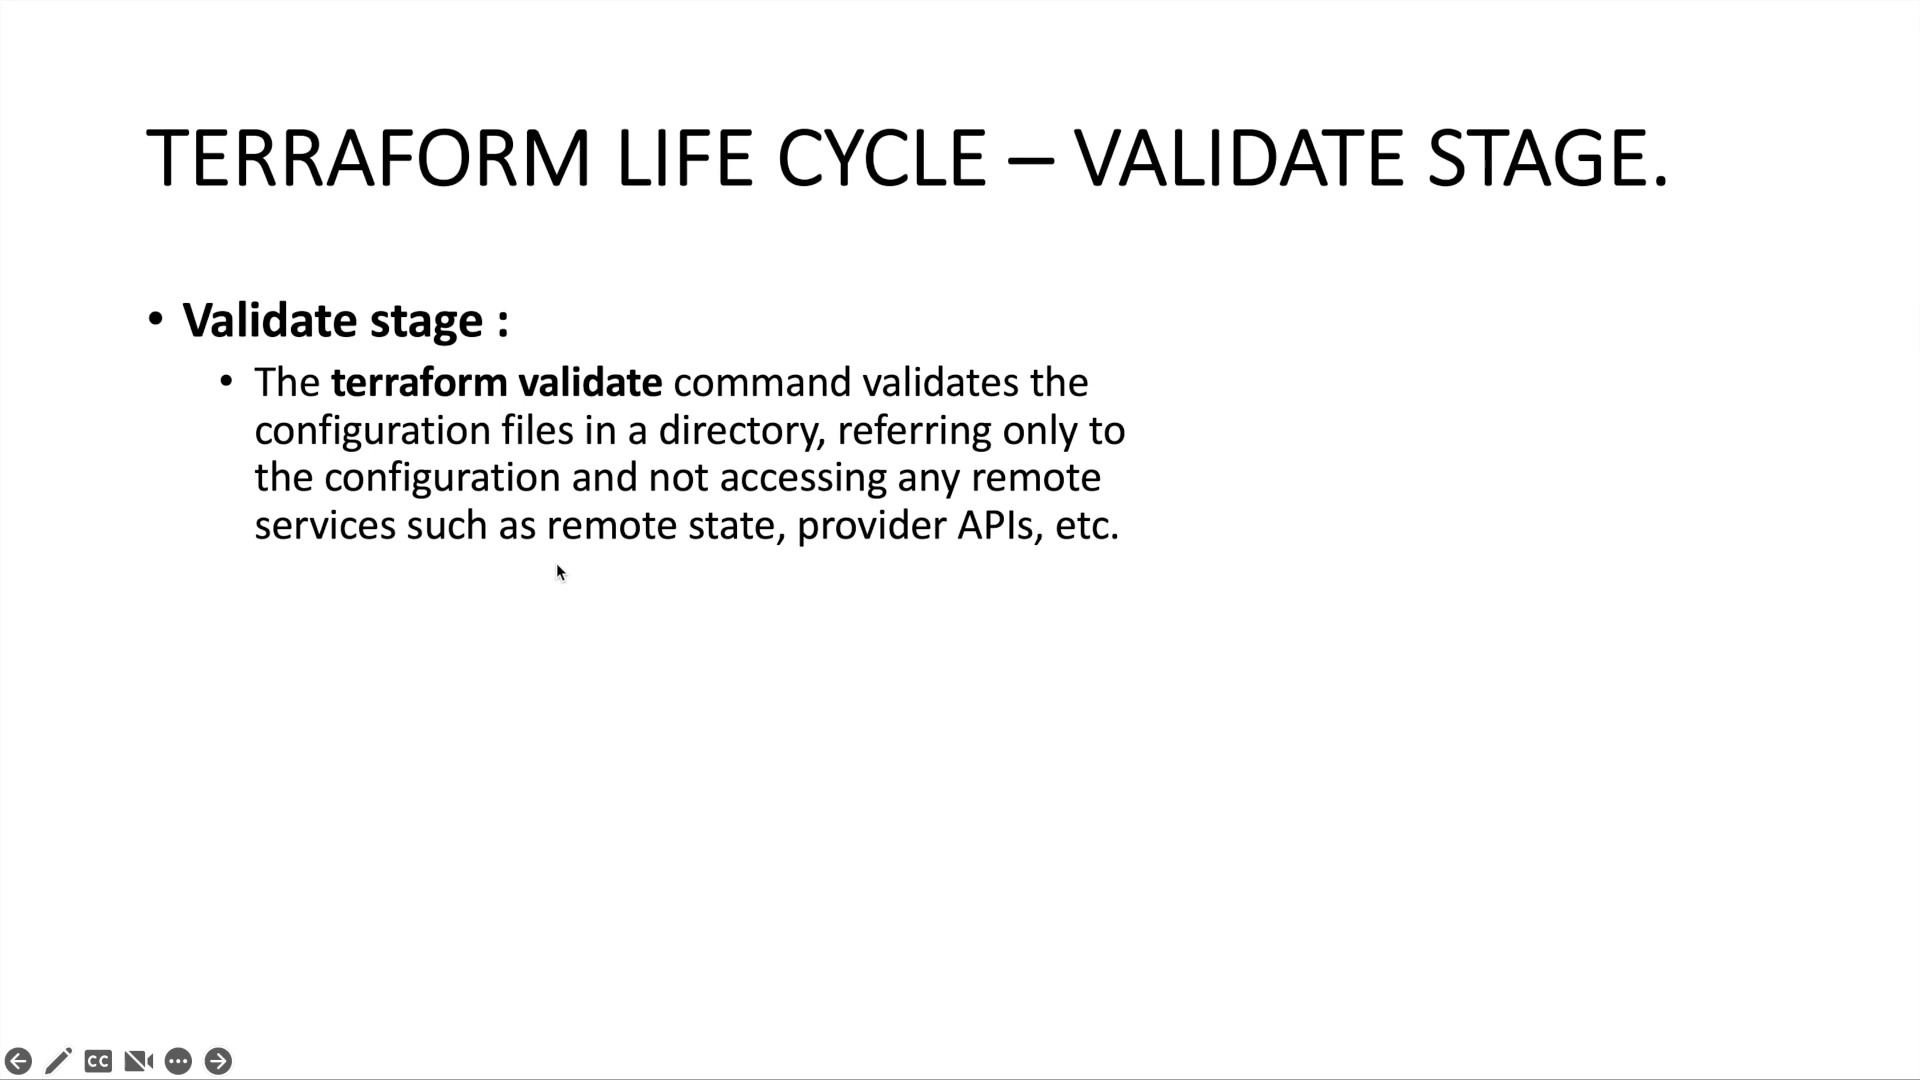 TERRAFORM LIFE CYCLE – VALIDATE STAGE.
• Validate stage :
• The terraform validate command validates the
configuration files in a directory, referring only to
the configuration and not accessing any remote
services such as remote state, provider APIs, etc.
CC